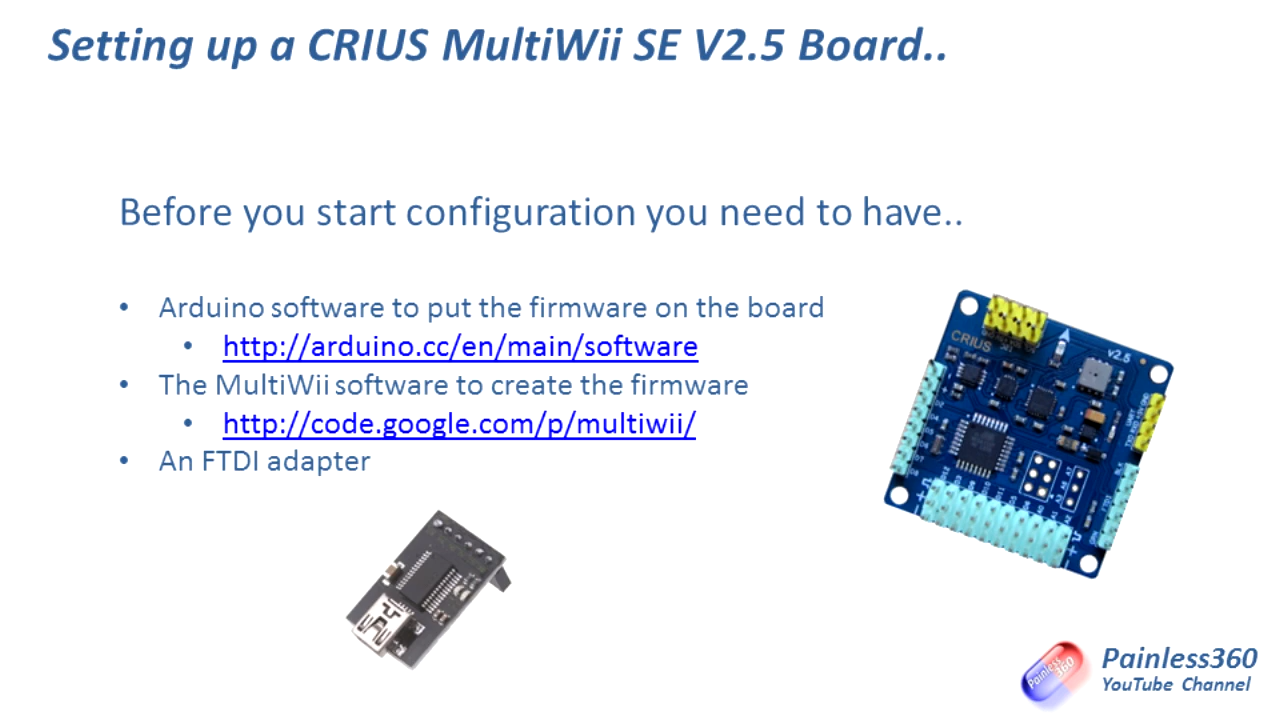 Setting up a CRIUS MultiWii SE V2.5 Board..
Before you start configuration you need to have..
• Arduino software to put the firmware on the board
• http://arduino.cc/en/main/software
• The MultiWii software to create the firmware
• http://code.google.com/p/multiwii/
• An FTDI adapter
CRIUS
v2.5
Painless
360
Painless360
YouTube Channel